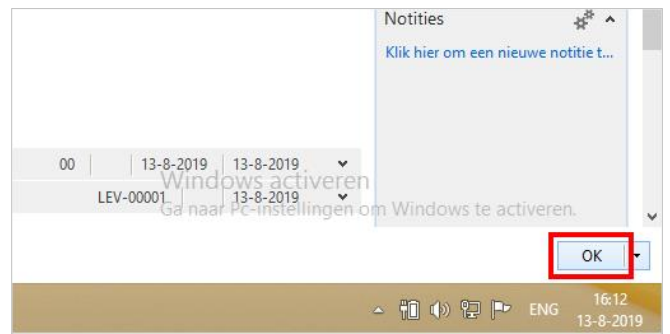 Notities
Klik hier om een nieuwe notitie t...
00 13-8-2019 13-8-2019
Windows activeren
LEV-00001 13-8-2019
Ga naar Pc-instellingen om Windows te activeren.
OK
ENG 16:12
13-8-2019